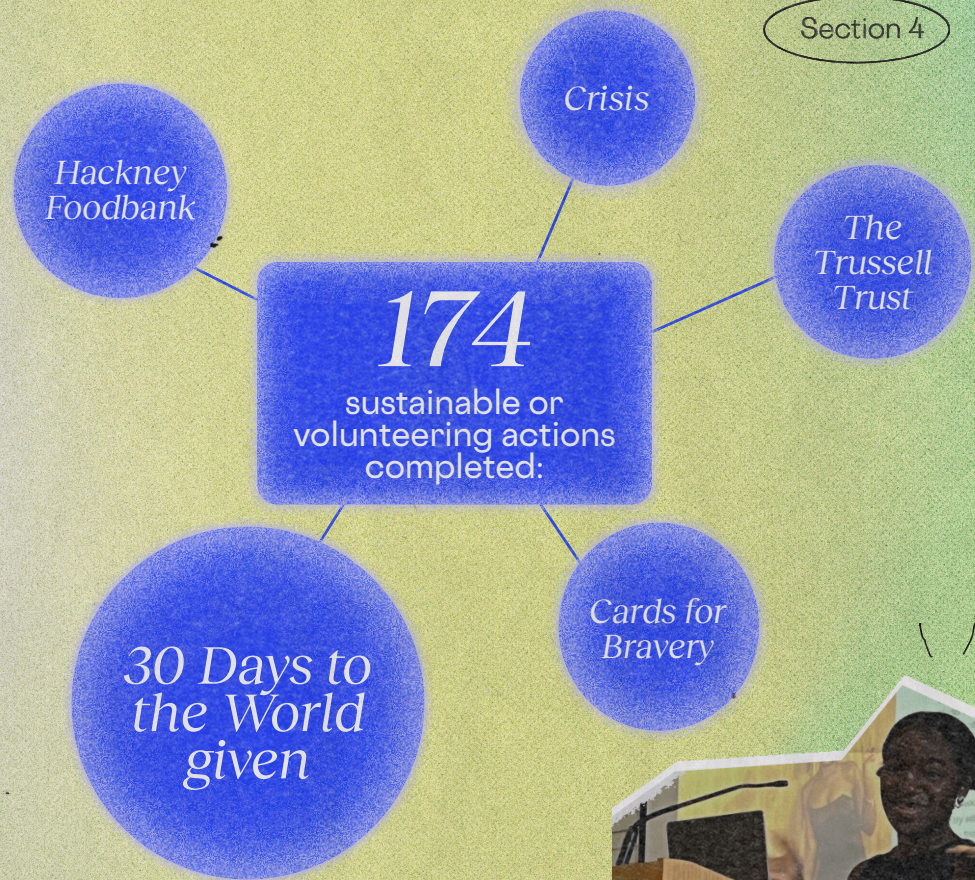 Section 4
Crisis
Hackney
Foodbank
The
Trussell
Trust
174
sustainable or
volunteering actions
completed:
30 Days to
the World
given
Cards for
Bravery